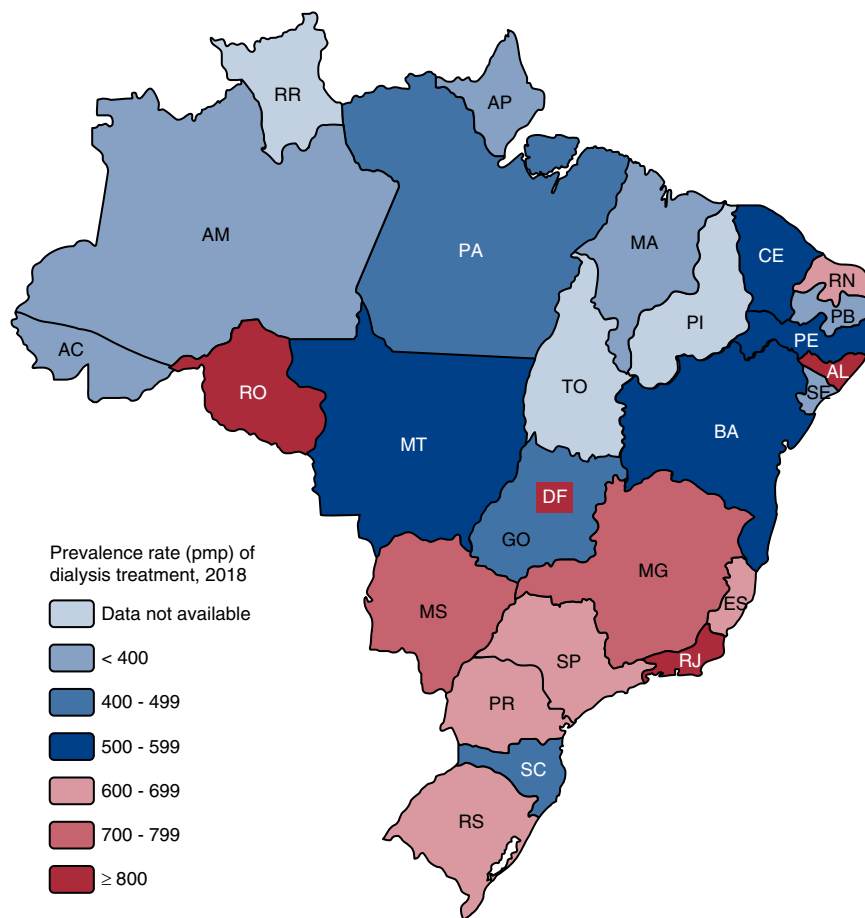 RR
AP
AM
PA
MA
CE
RN
PB
PI
PE
AC
AL
RO
TO
SE
BA
MT
DF
GO
MG
ES
MS
SP
RJ
PR
SC
RS
Prevalence rate (pmp) of
dialysis treatment, 2018
Data not available
< 400
400 - 499
500 - 599
600 - 699
700 - 799
≥ 800